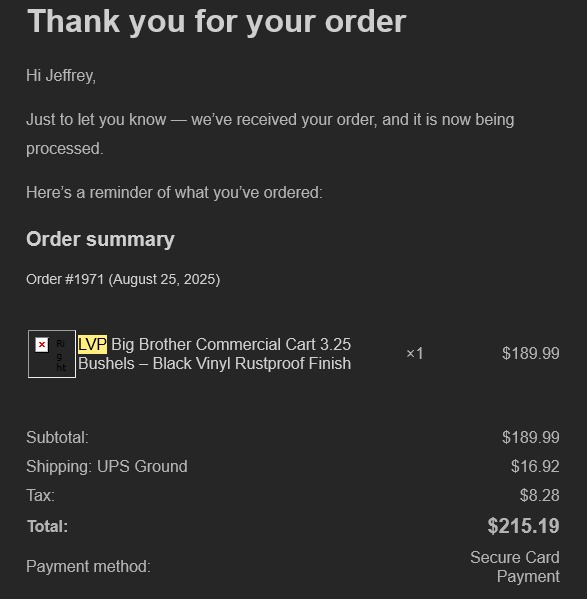 Thank you for your order
Hi Jeffrey,
Just to let you know — we’ve received your order, and it is now being
processed.
Here’s a reminder of what you’ve ordered:
Order summary
Order #1971 (August 25, 2025)
Ri
g
ht
LVP Big Brother Commercial Cart 3.25
Bushels – Black Vinyl Rustproof Finish
×1
$189.99
Subtotal: $189.99
Shipping: UPS Ground $16.92
Tax: $8.28
Total: $215.19
Payment method: Secure Card
Payment